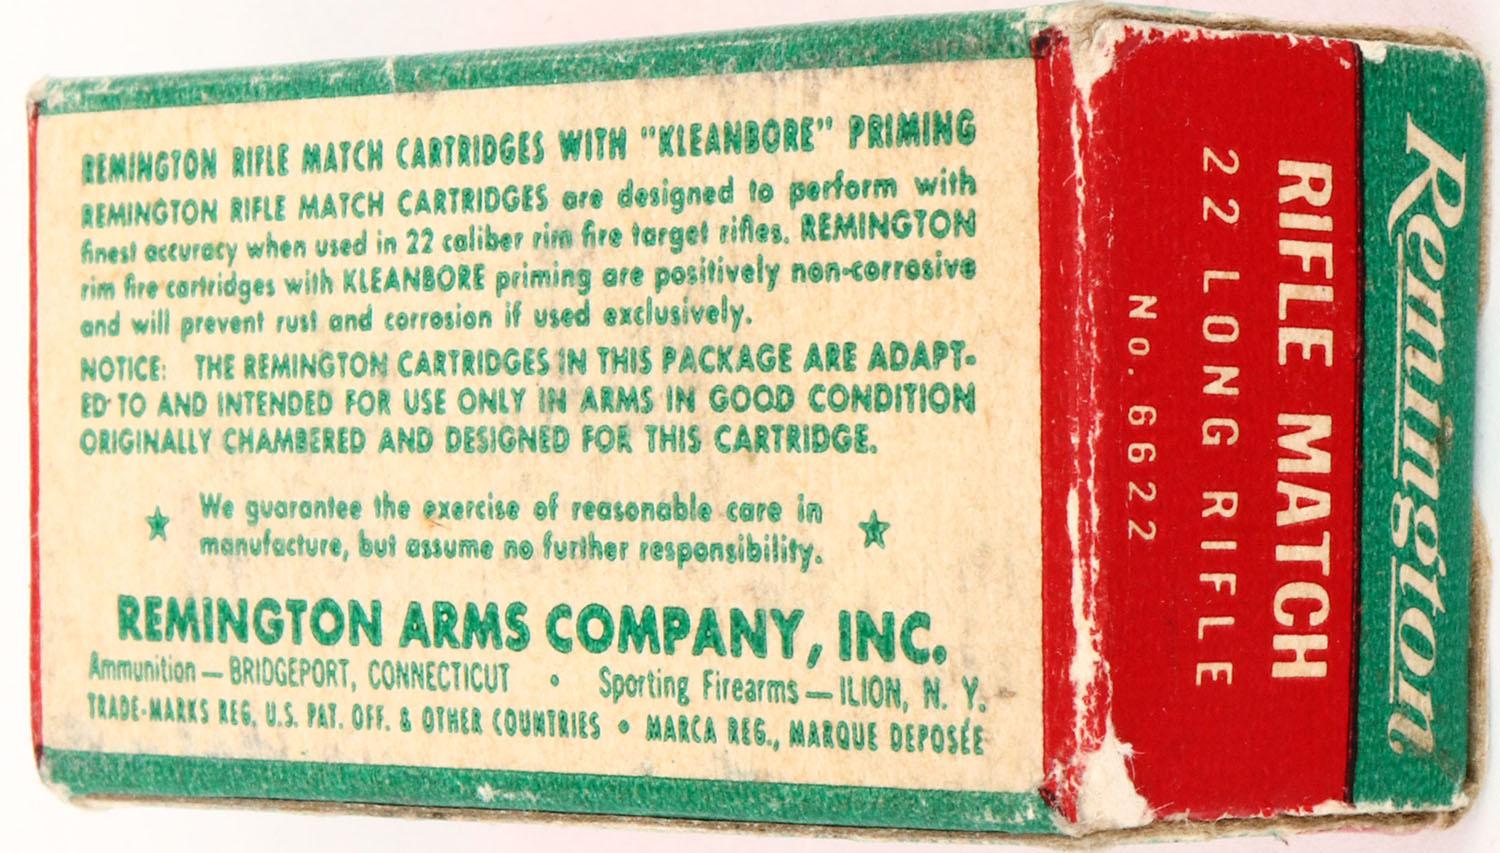 REMINGTON RIFLE MATCH CARTRIDGES WITH "KLEANBORE" PRIMING
REMINGTON RIFLE MATCH CARTRIDGES are designed to perform with
finest accuracy when used in 22 caliber rim fire target rifles. REMINGTON
rim fire cartridges with KLEANBORE priming are positively non-corrosive
and will prevent rust and corrosion if used exclusively.
NOTICE: THE REMINGTON CARTRIDGES IN THIS PACKAGE ARE ADAPT-
ED TO AND INTENDED FOR USE ONLY IN ARMS IN GOOD CONDITION
ORIGINALLY CHAMBERED AND DESIGNED FOR THIS CARTRIDGE.
★ We guarantee the exercise of reasonable care in ★
manufacture, but assume no further responsibility.
REMINGTON ARMS COMPANY, INC.
Ammunition — BRIDGEPORT, CONNECTICUT • Sporting Firearms — ILION, N. Y.
TRADE-MARKS REG. U.S. PAT. OFF. & OTHER COUNTRIES • MARCA REG., MARQUE DEPOSÉE
Remington
RIFLE MATCH
22 LONG RIFLE
No. 6622